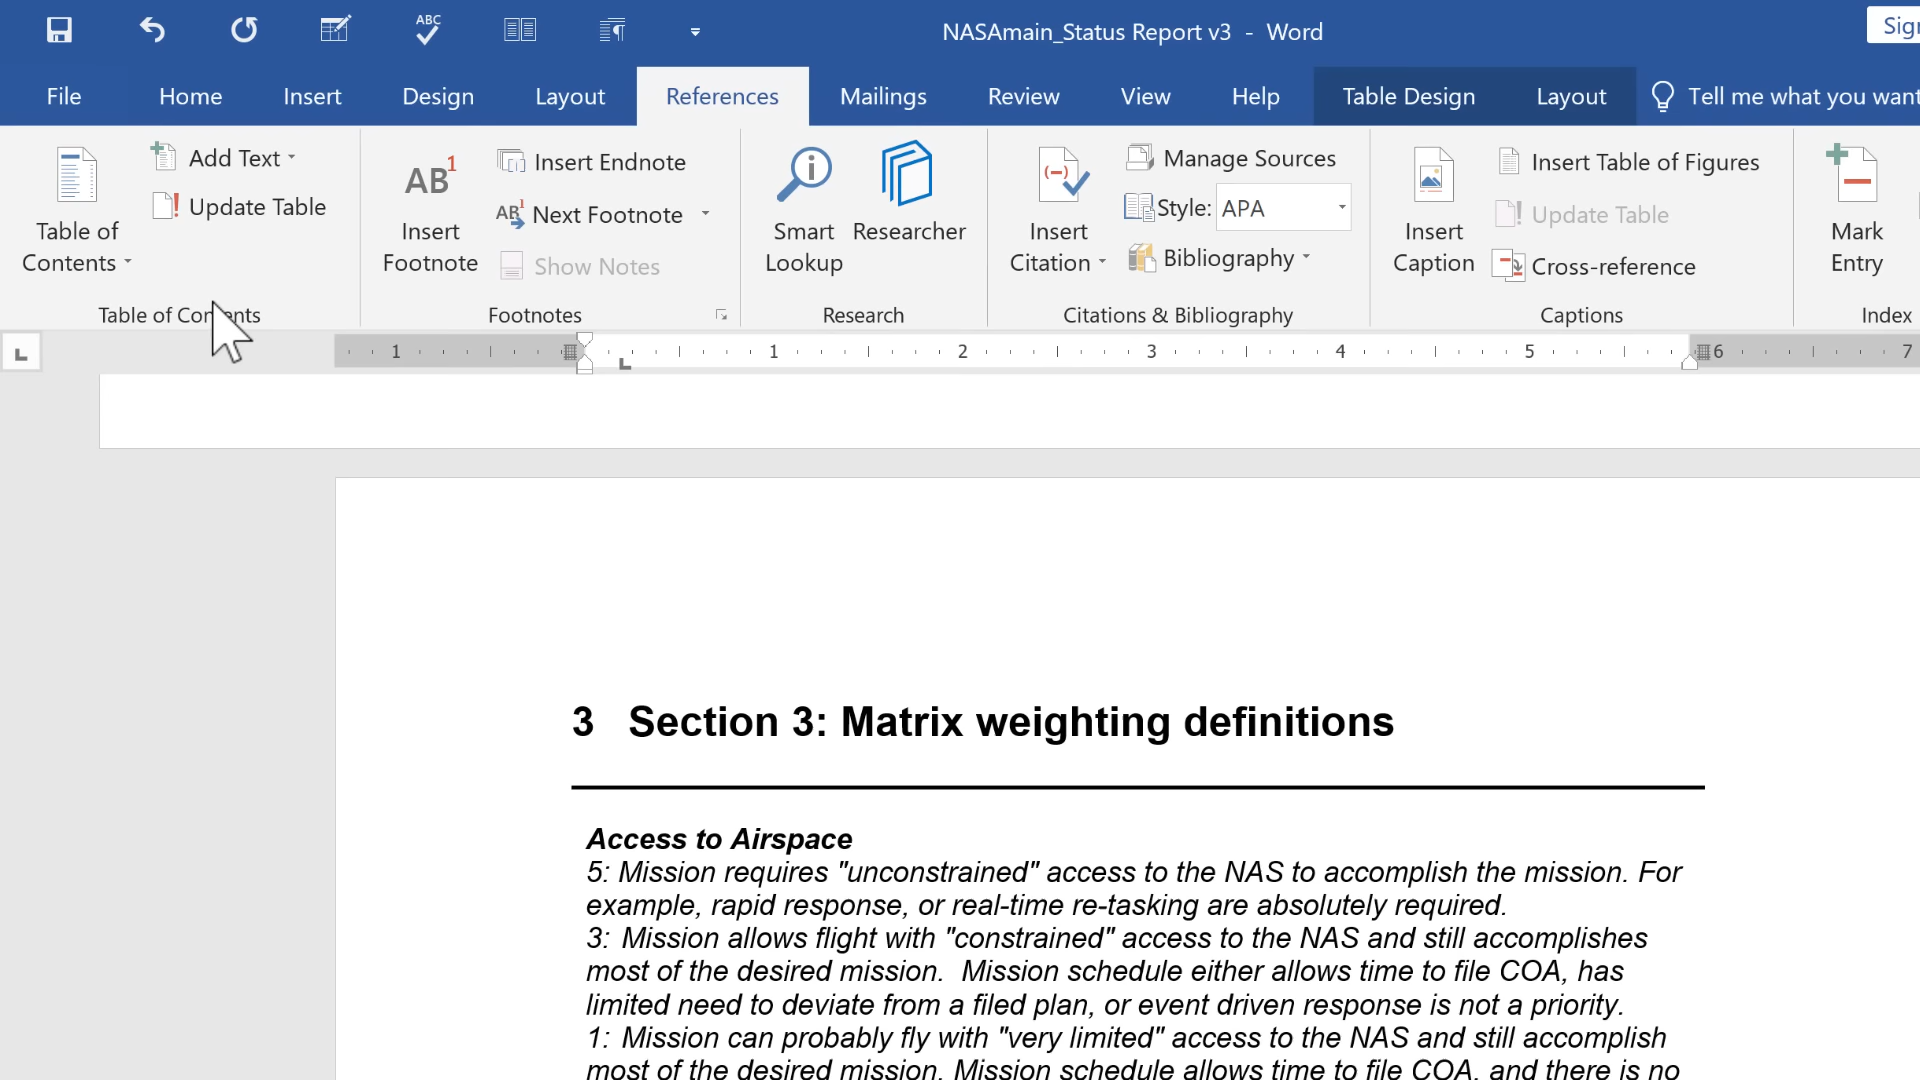 ABC
NASAmain_Status Report v3 - Word
Sign
File Home Insert Design Layout References Mailings Review View Help Table Design Layout Tell me what you want
Table of
Contents
Add Text
Update Table
Table of Contents
AB1
Insert
Footnote
Insert Endnote
AB1 Next Footnote
Show Notes
Footnotes
Smart
Lookup
Researcher
Research
Insert
Citation
Manage Sources
Style: APA
Bibliography
Citations & Bibliography
Insert
Caption
Insert Table of Figures
Update Table
Cross-reference
Captions
Mark
Entry
Index
1 1 2 3 4 5 6 7
3 Section 3: Matrix weighting definitions
Access to Airspace
5: Mission requires "unconstrained" access to the NAS to accomplish the mission. For
example, rapid response, or real-time re-tasking are absolutely required.
3: Mission allows flight with "constrained" access to the NAS and still accomplishes
most of the desired mission. Mission schedule either allows time to file COA, has
limited need to deviate from a filed plan, or event driven response is not a priority.
1: Mission can probably fly with "very limited" access to the NAS and still accomplish
most of the desired mission. Mission schedule allows time to file COA, and there is no